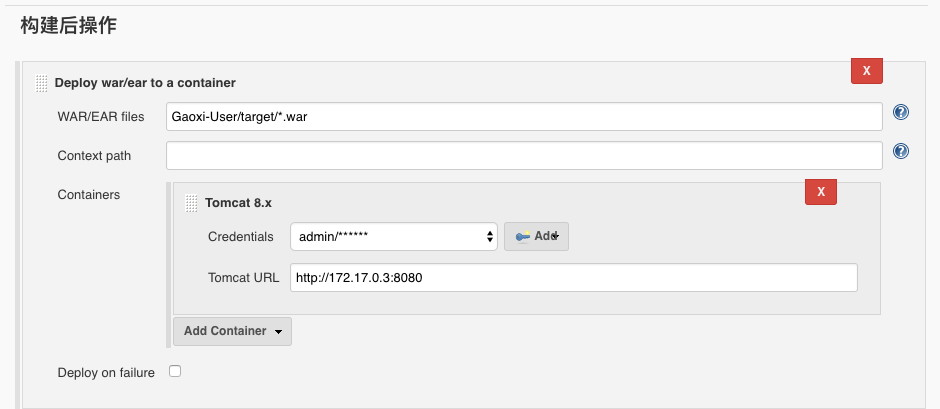 构建后操作
X
Deploy war/ear to a container
WAR/EAR files Gaoxi-User/target/*.war ?
Context path ?
Containers
X
Tomcat 8.x
Credentials admin/****** Add
Tomcat URL http://172.17.0.3:8080
Add Container
Deploy on failure